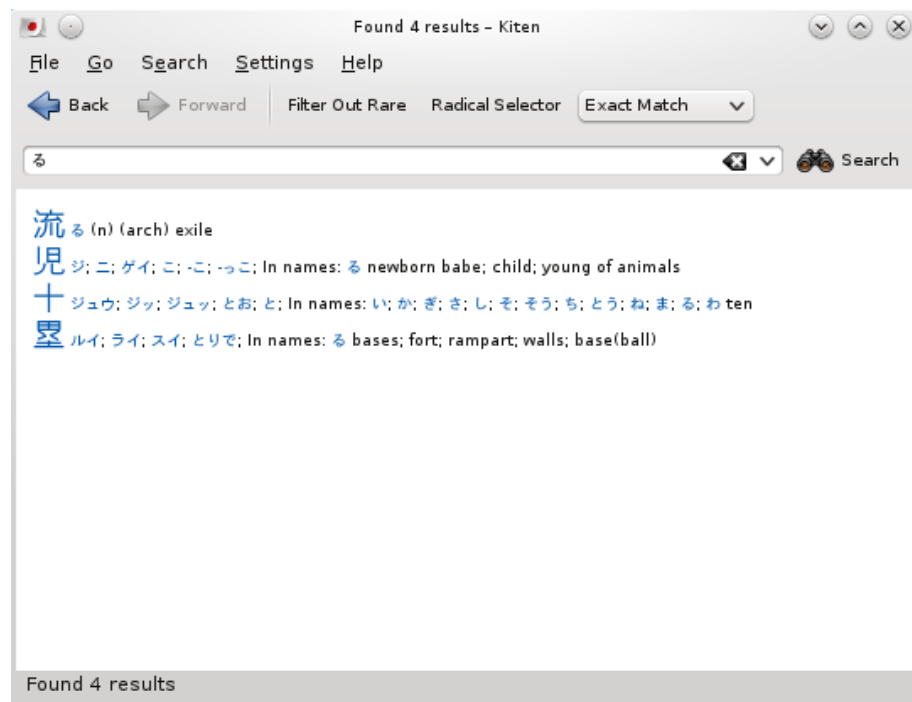 Found 4 results – Kiten
File Go Search Settings Help
Back Forward Filter Out Rare Radical Selector Exact Match
る Search
流 る (n) (arch) exile
児 ジ; ニ; ゲイ; こ; -こ; -っこ; In names: る newborn babe; child; young of animals
十 ジュウ; ジッ; ジュッ; とお; と; In names: い; か; ぎ; さ; し; そ; そう; ち; とう; ね; ま; る; わ ten
塁 ルイ; ライ; スイ; とりで; In names: る bases; fort; rampart; walls; base(ball)
Found 4 results